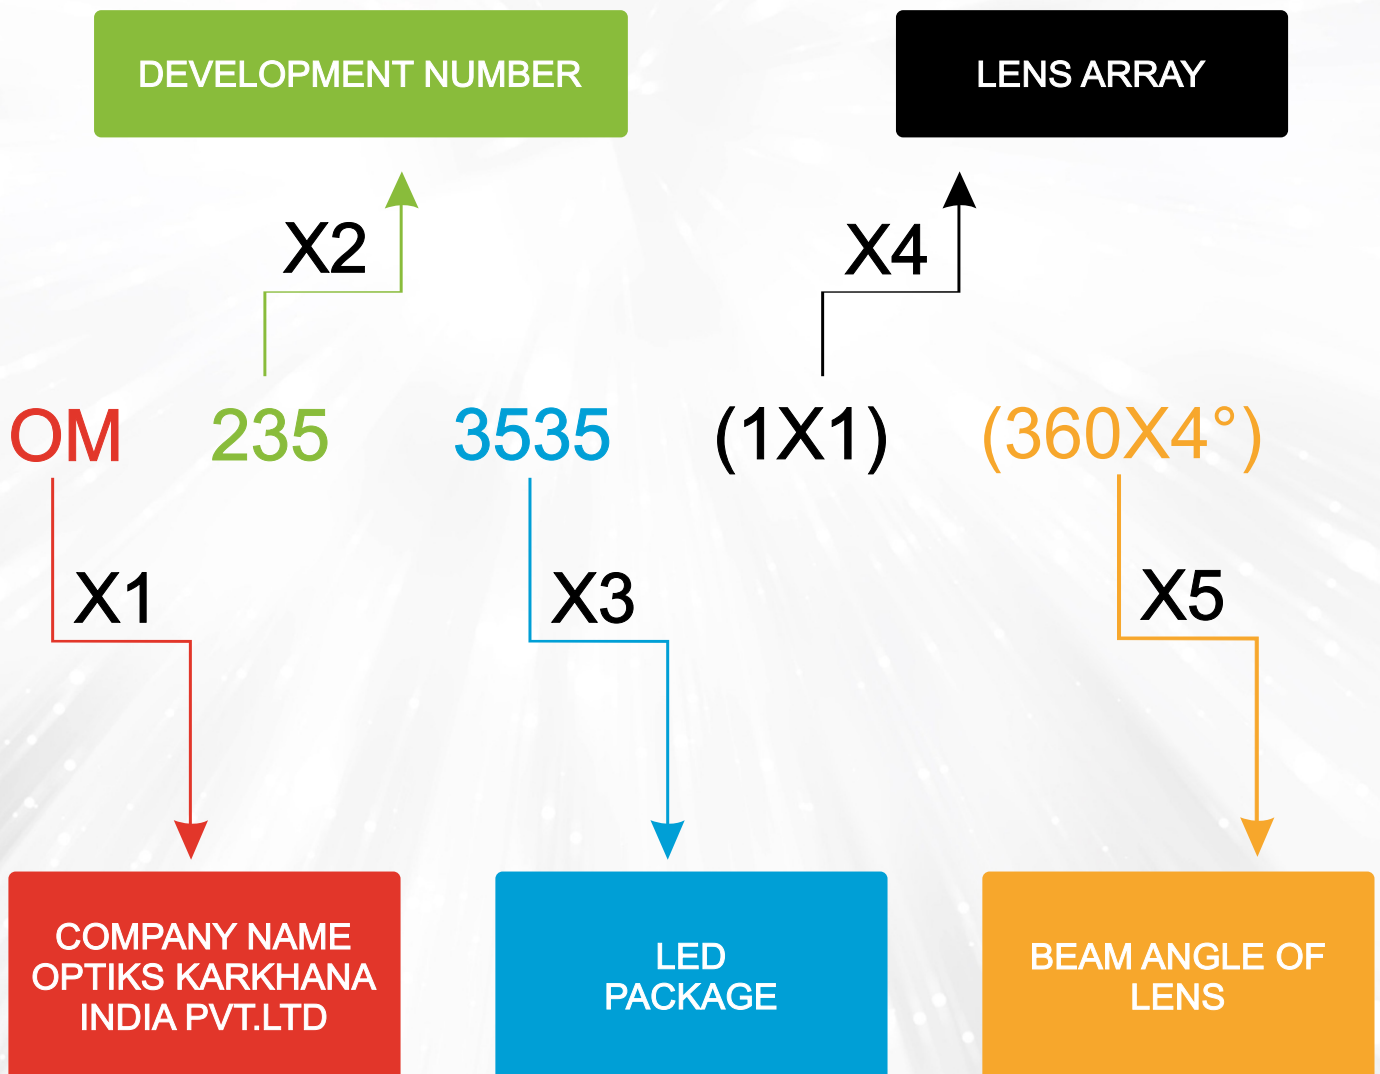 DEVELOPMENT NUMBER
LENS ARRAY
X2
X4
OM 235 3535 (1X1) (360X4°)
X1
X3
X5
COMPANY NAME
OPTIKS KARKHANA
INDIA PVT.LTD
LED
PACKAGE
BEAM ANGLE OF
LENS